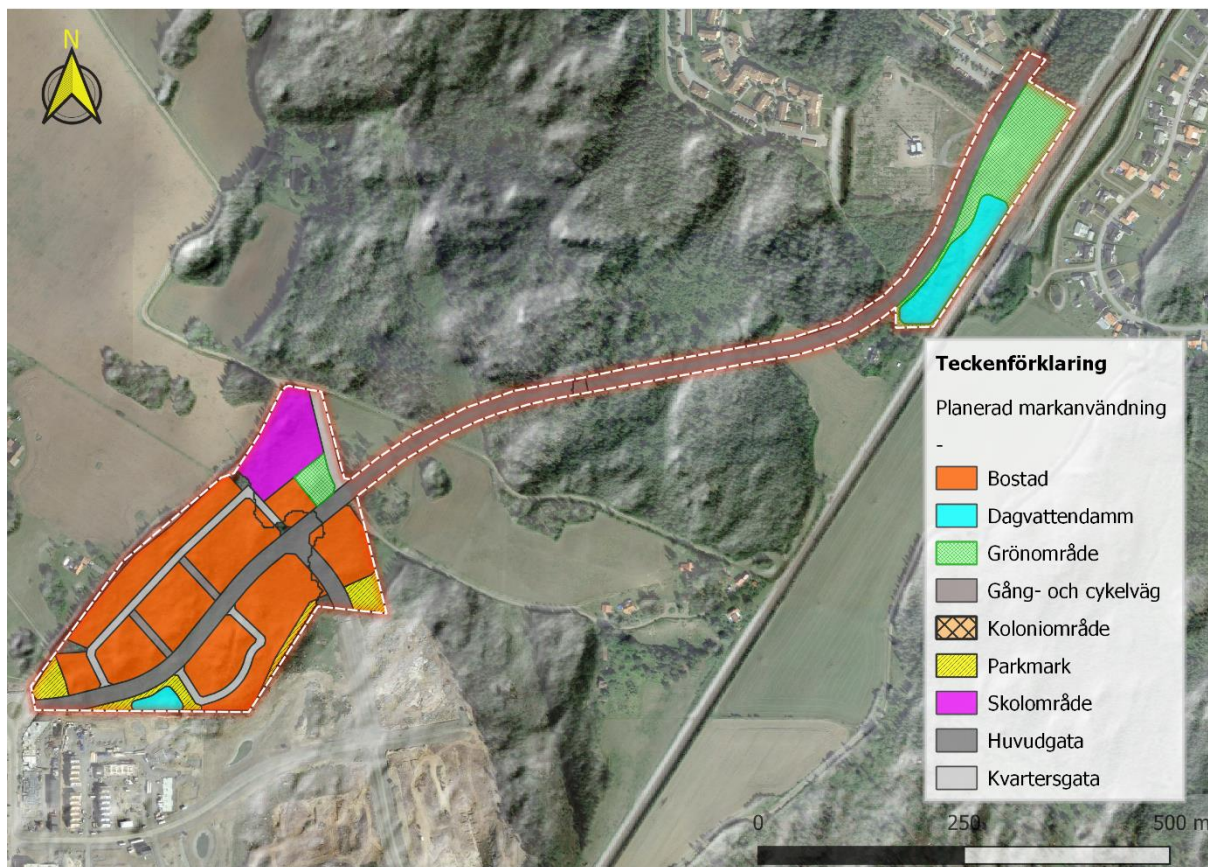 N
Teckenförklaring
Planerad markanvändning
-
Bostad
Dagvattendamm
Grönområde
Gång- och cykelväg
Koloniområde
Parkmark
Skolområde
Huvudgata
Kvartersgata
0 250 500 m